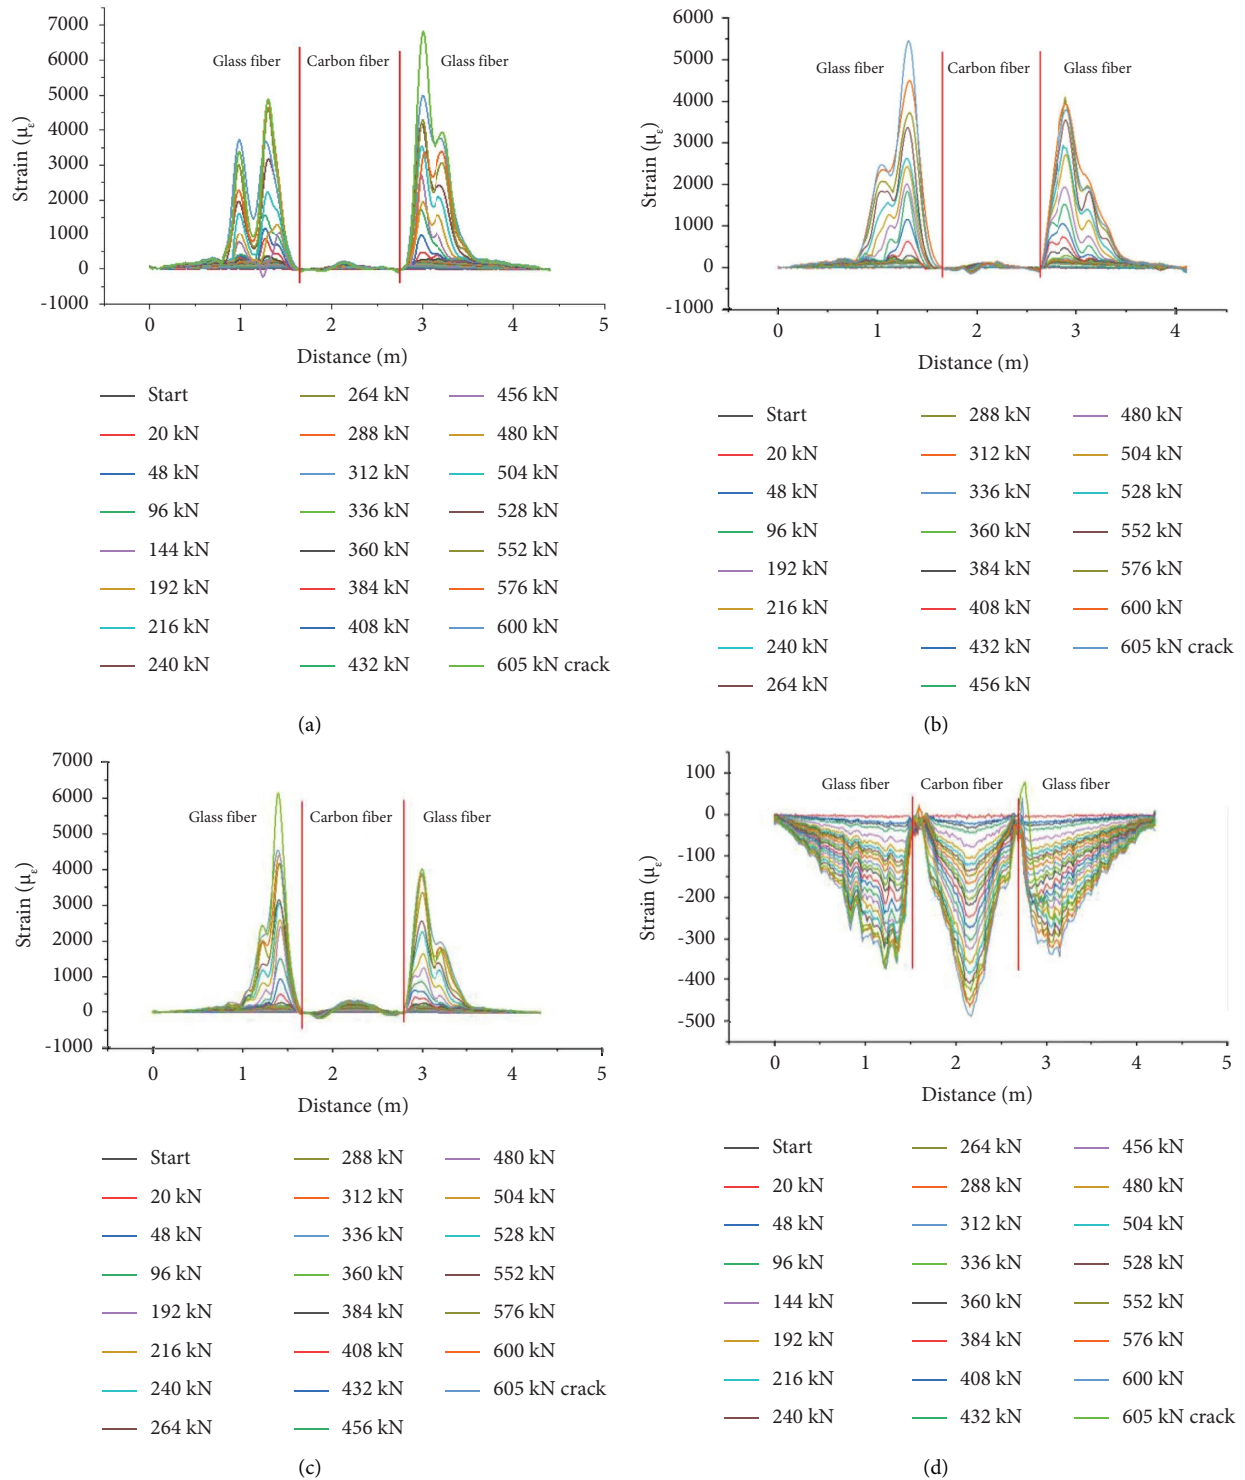 7000
6000
5000
4000
3000
2000
1000
0
-1000
Strain (με)
Glass fiber Carbon fiber Glass fiber
0 1 2 3 4 5
Distance (m)
Start 264 kN 456 kN
20 kN 288 kN 480 kN
48 kN 312 kN 504 kN
96 kN 336 kN 528 kN
144 kN 360 kN 552 kN
192 kN 384 kN 576 kN
216 kN 408 kN 600 kN
240 kN 432 kN 605 kN crack
(a)
6000
5000
4000
3000
2000
1000
0
-1000
Strain (με)
Glass fiber Carbon fiber Glass fiber
0 1 2 3 4
Distance (m)
Start 288 kN 480 kN
20 kN 312 kN 504 kN
48 kN 336 kN 528 kN
96 kN 360 kN 552 kN
192 kN 384 kN 576 kN
216 kN 408 kN 600 kN
240 kN 432 kN 605 kN crack
264 kN 456 kN
(b)
7000
6000
5000
4000
3000
2000
1000
0
-1000
Strain (με)
Glass fiber Carbon fiber Glass fiber
0 1 2 3 4 5
Distance (m)
Start 288 kN 480 kN
20 kN 312 kN 504 kN
48 kN 336 kN 528 kN
96 kN 360 kN 552 kN
192 kN 384 kN 576 kN
216 kN 408 kN 600 kN
240 kN 432 kN 605 kN crack
264 kN 456 kN
(c)
100
0
-100
-200
-300
-400
-500
Strain (με)
Glass fiber Carbon fiber Glass fiber
0 1 2 3 4 5
Distance (m)
Start 264 kN 456 kN
20 kN 288 kN 480 kN
48 kN 312 kN 504 kN
96 kN 336 kN 528 kN
144 kN 360 kN 552 kN
192 kN 384 kN 576 kN
216 kN 408 kN 600 kN
240 kN 432 kN 605 kN crack
(d)